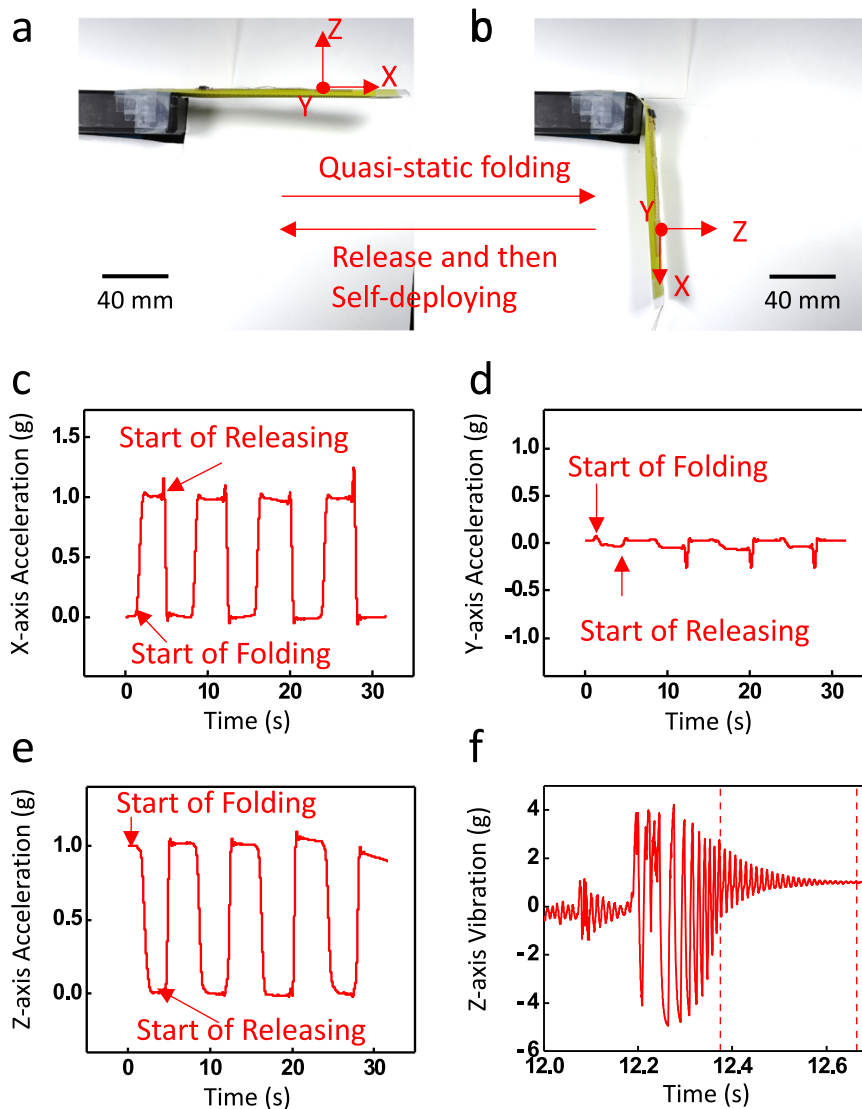 a
b
Z
X
Y
Quasi-static folding
Y
Z
Release and then
Self-deploying
X
40 mm
40 mm
c
d
X-axis Acceleration (g)
1.5
1.0
0.5
0.0
Start of Releasing
Start of Folding
0
10
20
30
Time (s)
Y-axis Acceleration (g)
1.0
0.5
0.0
-0.5
-1.0
Start of Folding
Start of Releasing
0
10
20
30
Time (s)
e
f
Z-axis Acceleration (g)
1.0
0.5
0.0
Start of Folding
Start of Releasing
0
10
20
30
Time (s)
Z-axis Vibration (g)
4
2
0
-2
-4
-6
12.0
12.2
12.4
12.6
Time (s)